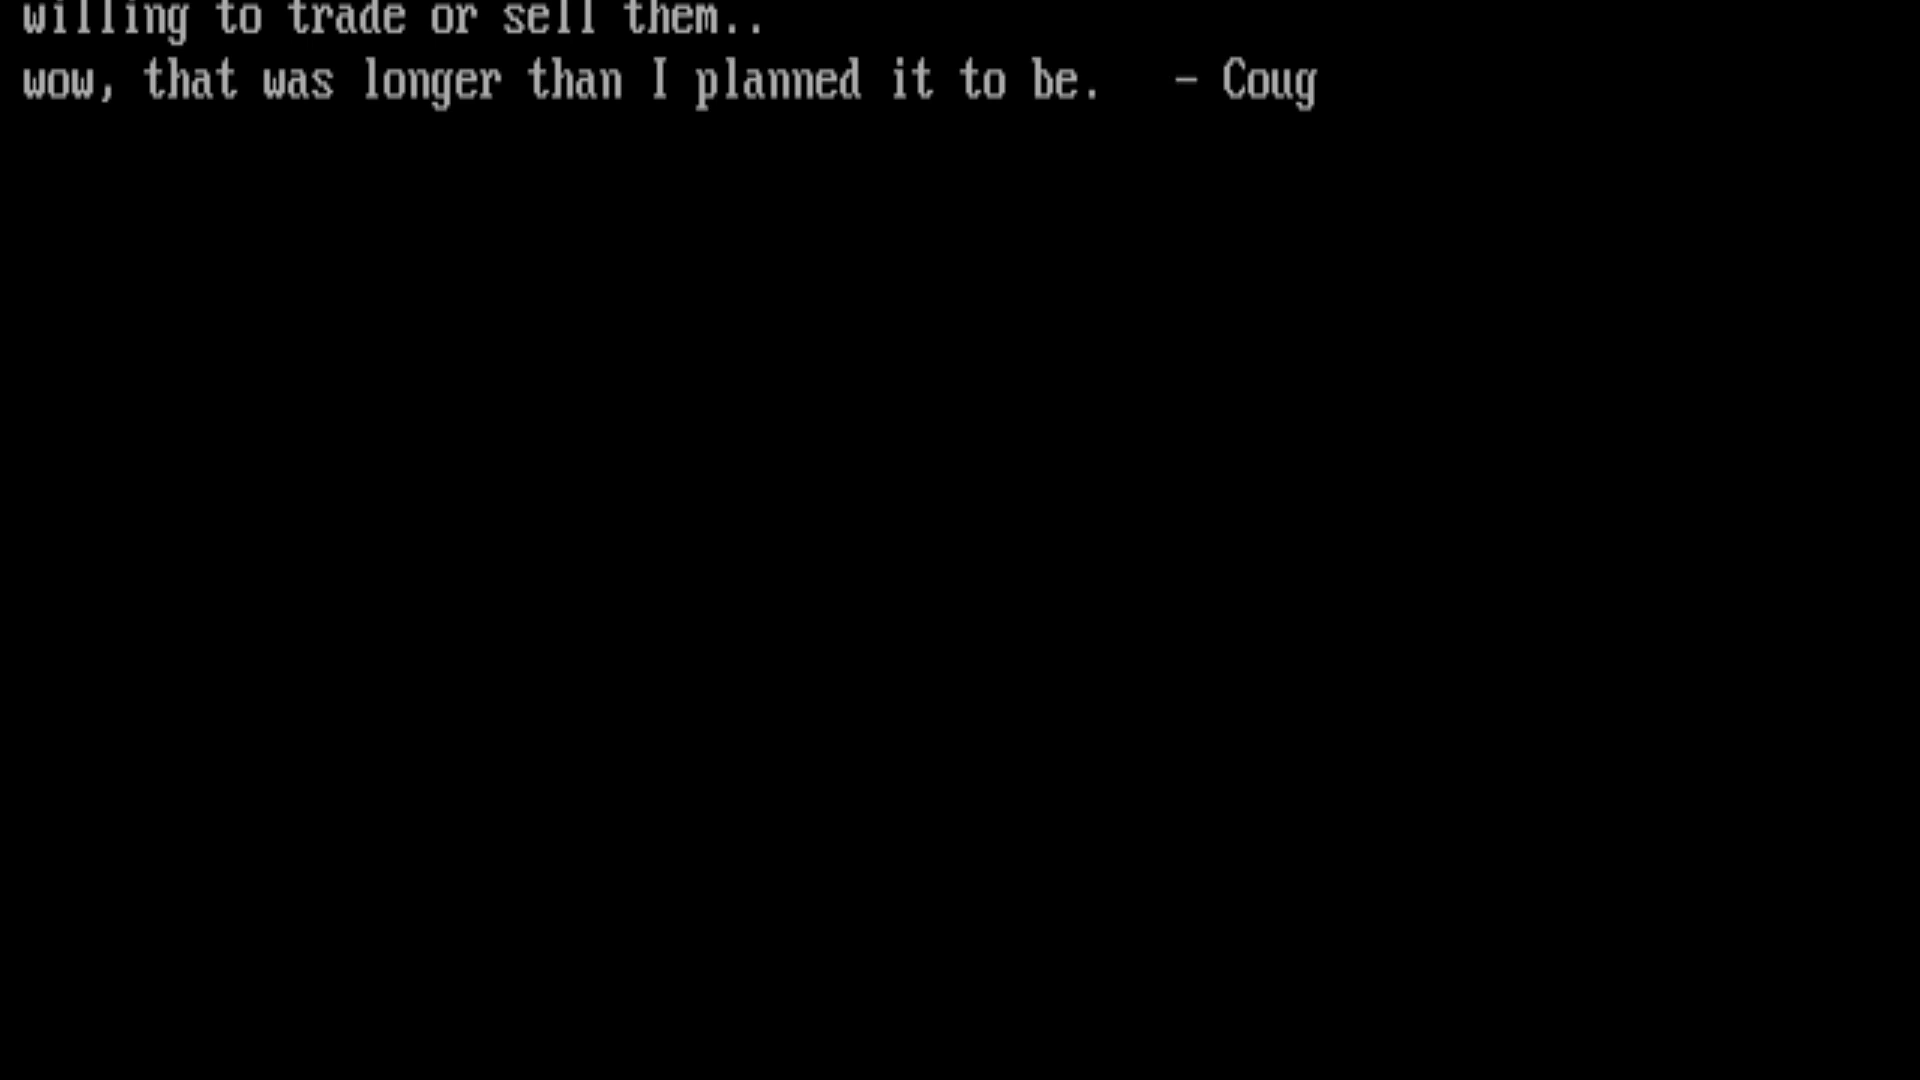 willing to trade or sell them..
wow, that was longer than I planned it to be.   - Coug